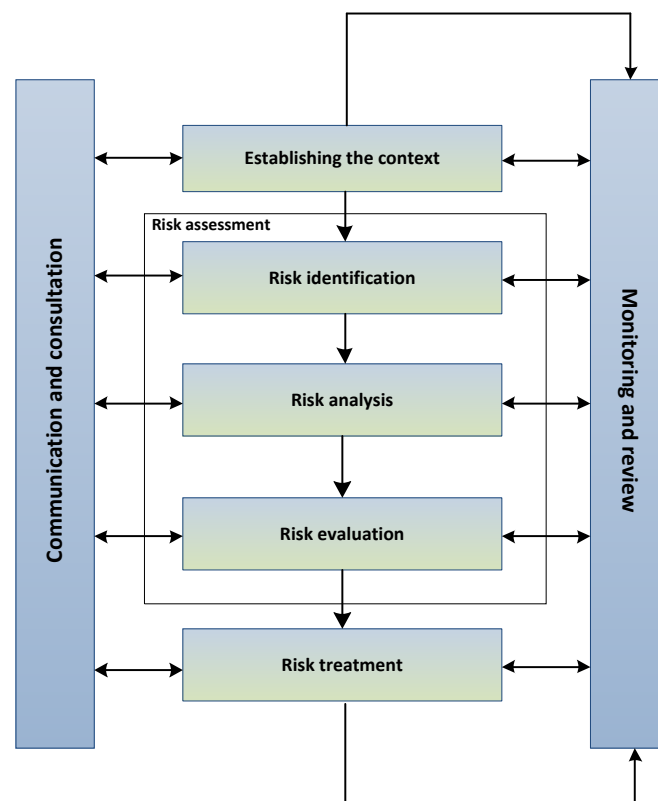 Establishing the context
Risk assessment
Risk identification
Risk analysis
Risk evaluation
Risk treatment
Communication and consultation
Monitoring and review